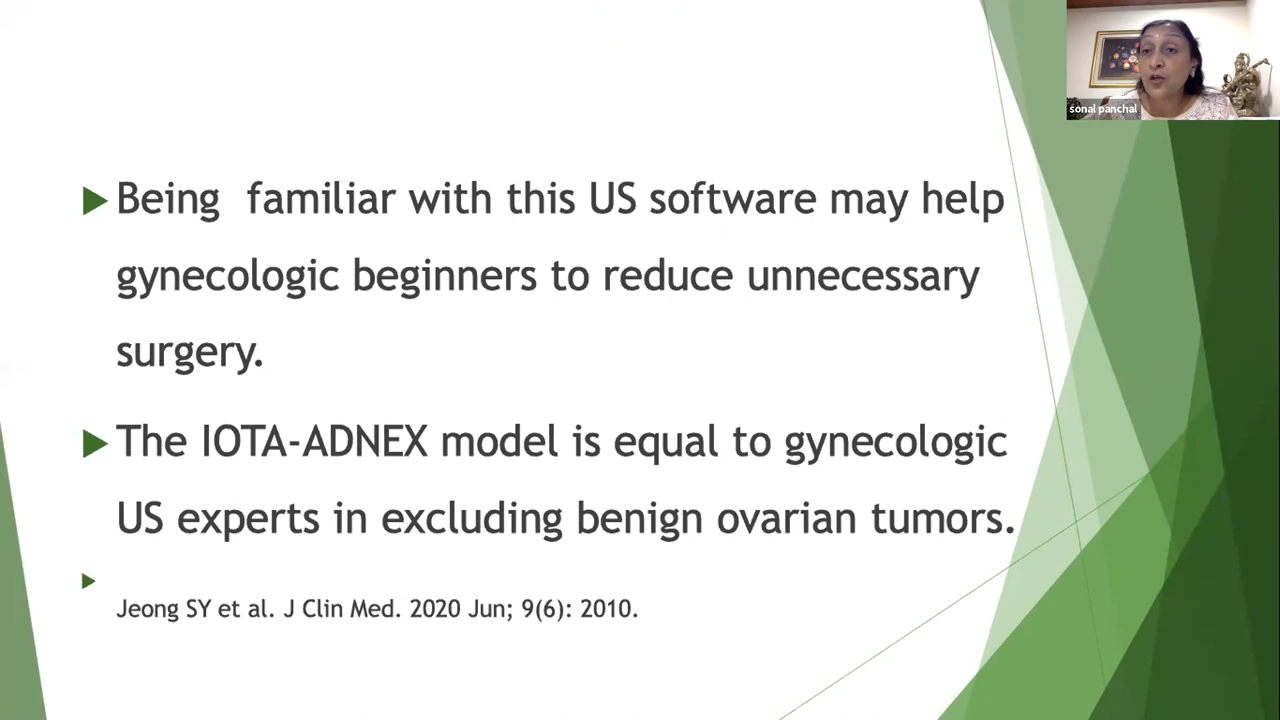 sonal panchal
Being familiar with this US software may help
gynecologic beginners to reduce unnecessary
surgery.
The IOTA-ADNEX model is equal to gynecologic
US experts in excluding benign ovarian tumors.
Jeong SY et al. J Clin Med. 2020 Jun; 9(6): 2010.